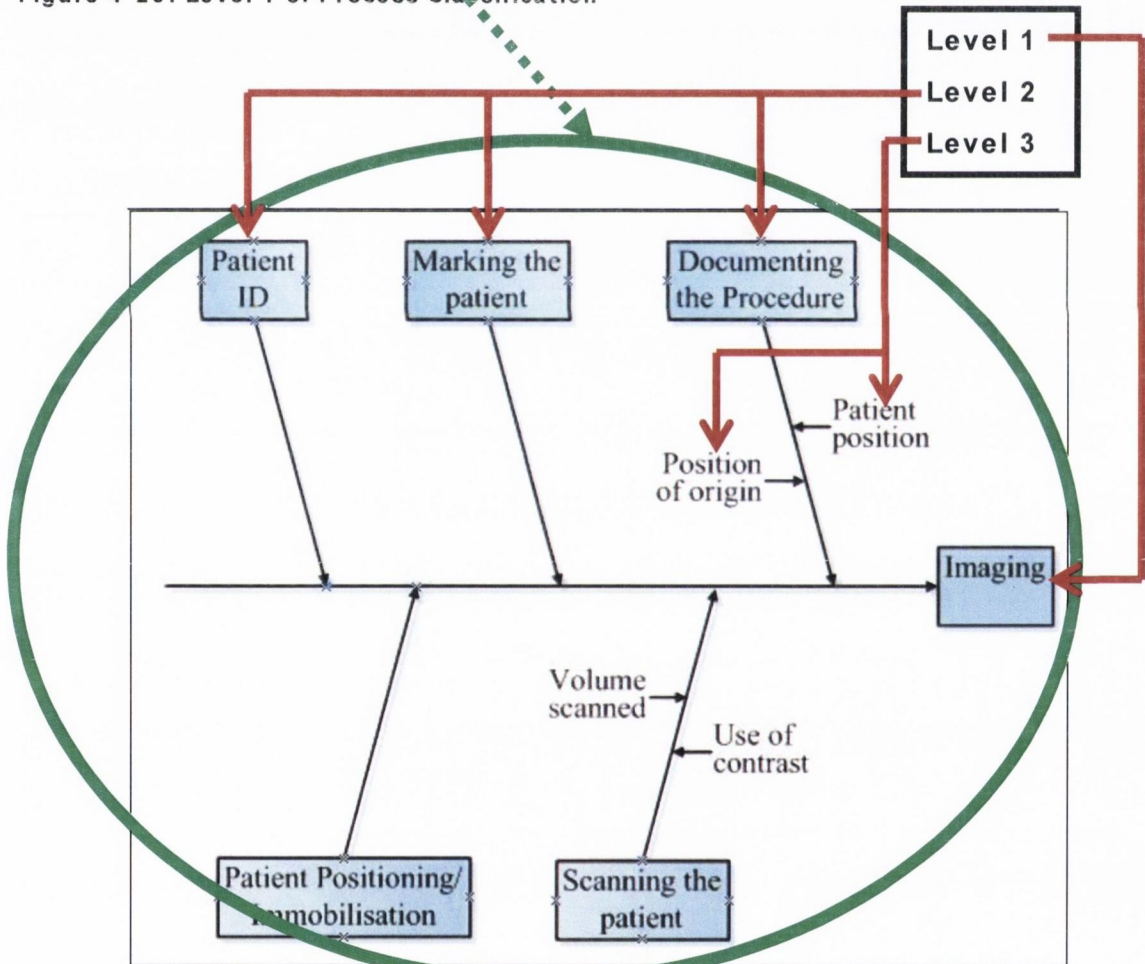 Level 1
Level 2
Level 3
Patient
ID
Marking the
patient
Documenting
the Procedure
Patient
position
Position
of origin
Imaging
Volume
scanned
Use of
contrast
Patient Positioning/
Immobilisation
Scanning the
patient